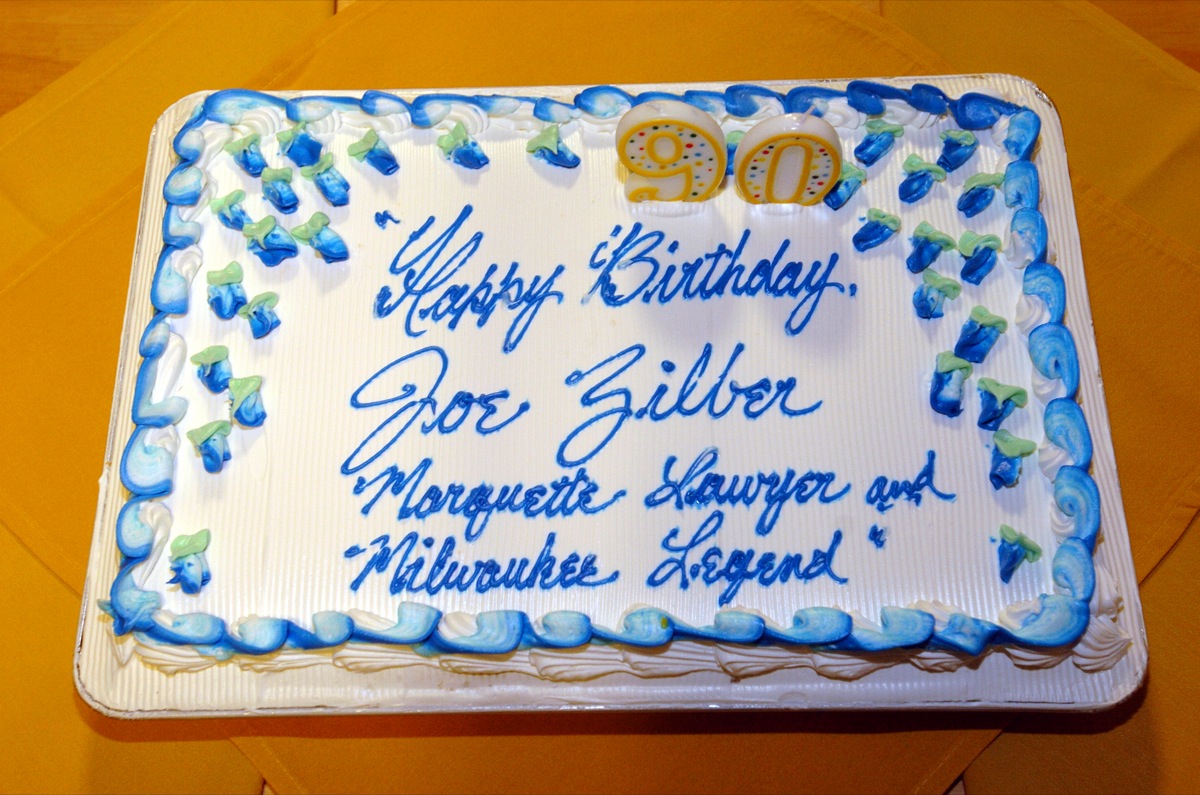 90
"Happy Birthday.
Joe Zilber
Marquette Lawyer and
Milwaukee Legend"